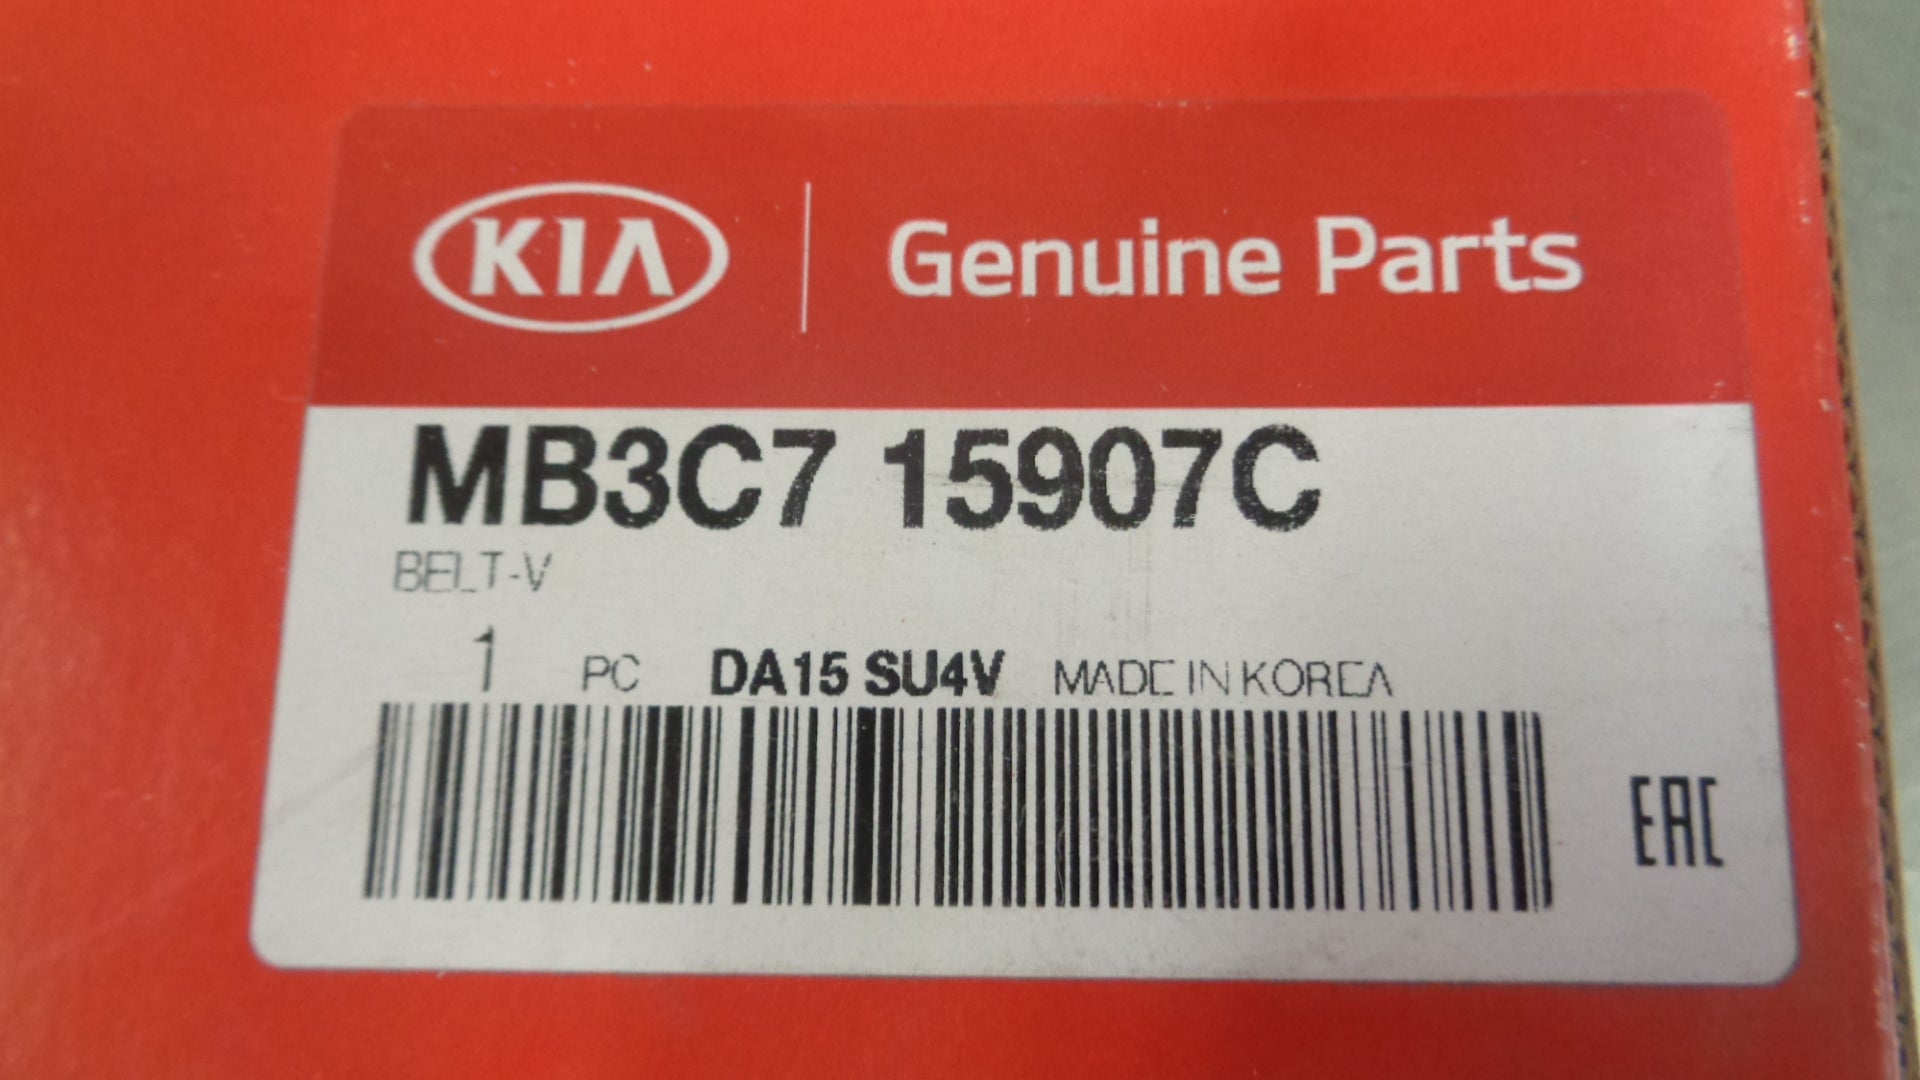 KIA Genuine Parts
MB3C7 15907C
BELT-V
1 PC DA15 SU4V MADE IN KOREA
EAC